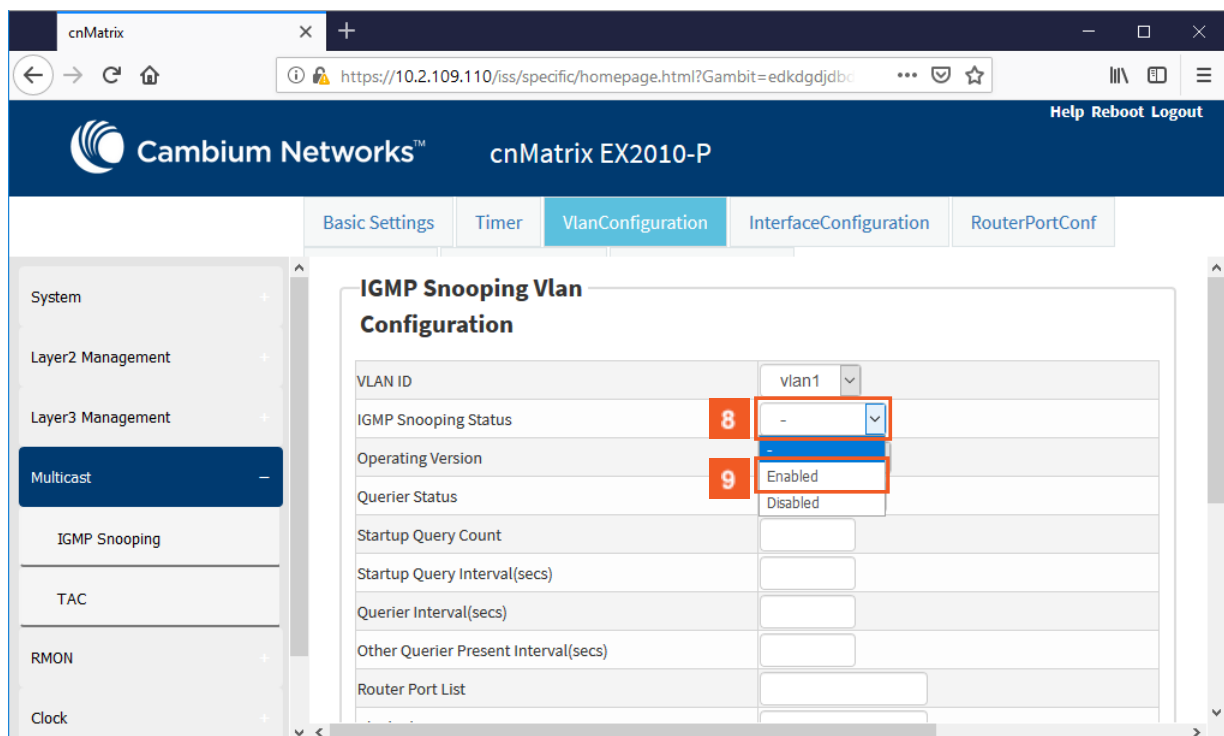 cnMatrix
https://10.2.109.110/iss/specific/homepage.html?Gambit=edkdgdjdbd
Help Reboot Logout
Cambium Networks™ cnMatrix EX2010-P
Basic Settings Timer VlanConfiguration InterfaceConfiguration RouterPortConf
System
Layer2 Management
Layer3 Management
Multicast
IGMP Snooping
TAC
RMON
Clock
IGMP Snooping Vlan
Configuration
VLAN ID vlan1
IGMP Snooping Status 8 -
Operating Version -
9 Enabled
Querier Status Disabled
Startup Query Count
Startup Query Interval(secs)
Querier Interval(secs)
Other Querier Present Interval(secs)
Router Port List